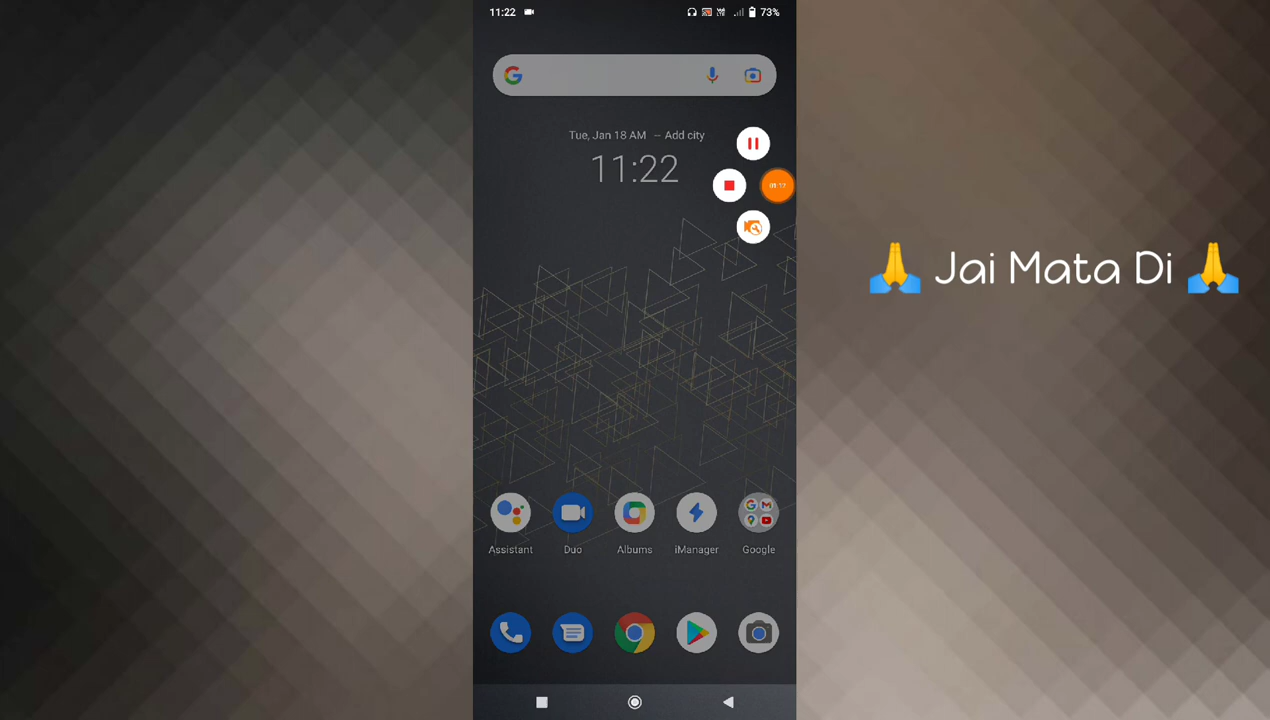 11:22 73%
Tue, Jan 18 AM – Add city
11:22
🙏 Jai Mata Di 🙏
Assistant Duo Albums iManager Google